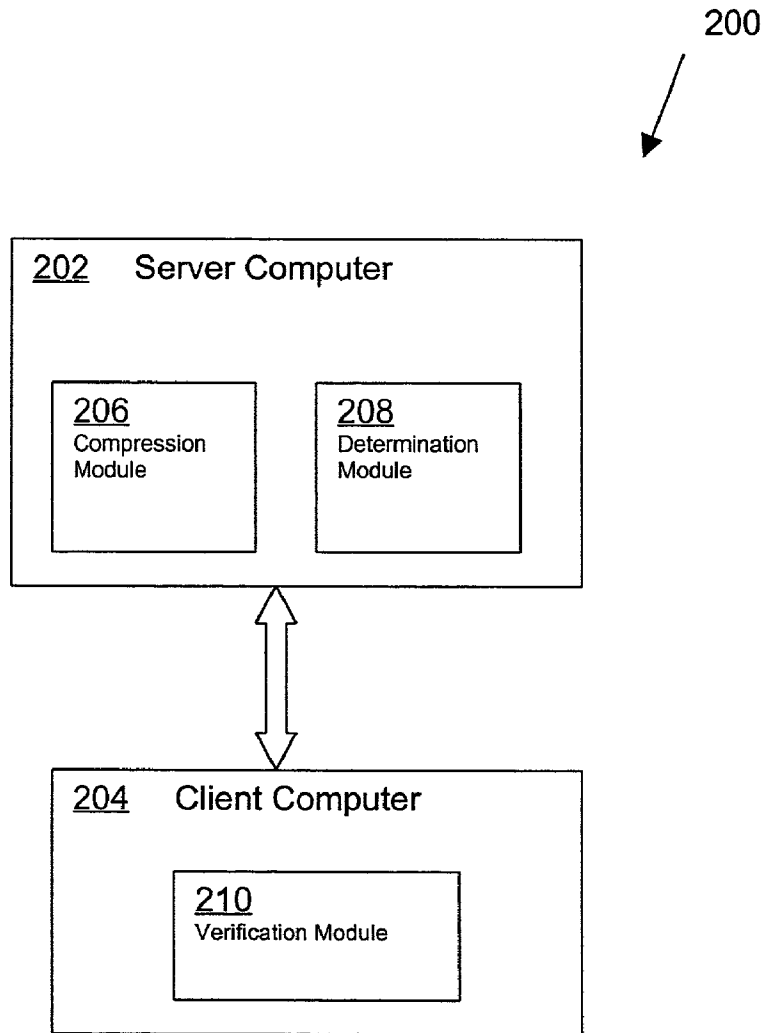 200
202 Server Computer
206
Compression
Module
208
Determination
Module
204 Client Computer
210
Verification Module